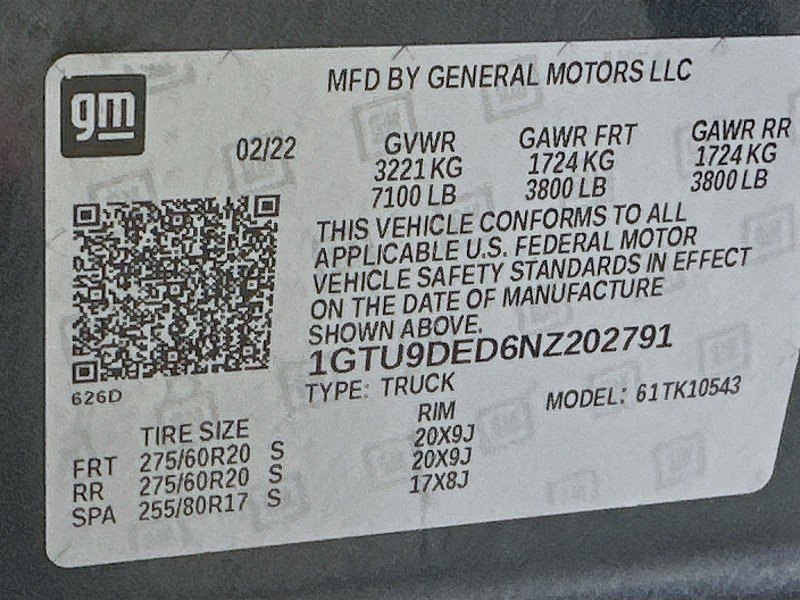 gm
MFD BY GENERAL MOTORS LLC
02/22 GVWR GAWR FRT GAWR RR
3221 KG 1724 KG 1724 KG
7100 LB 3800 LB 3800 LB
THIS VEHICLE CONFORMS TO ALL
APPLICABLE U.S. FEDERAL MOTOR
VEHICLE SAFETY STANDARDS IN EFFECT
ON THE DATE OF MANUFACTURE
SHOWN ABOVE.
1GTU9DED6NZ202791
626D
TYPE: TRUCK MODEL: 61TK10543
TIRE SIZE RIM
FRT 275/60R20 S 20X9J
RR 275/60R20 S 20X9J
SPA 255/80R17 S 17X8J